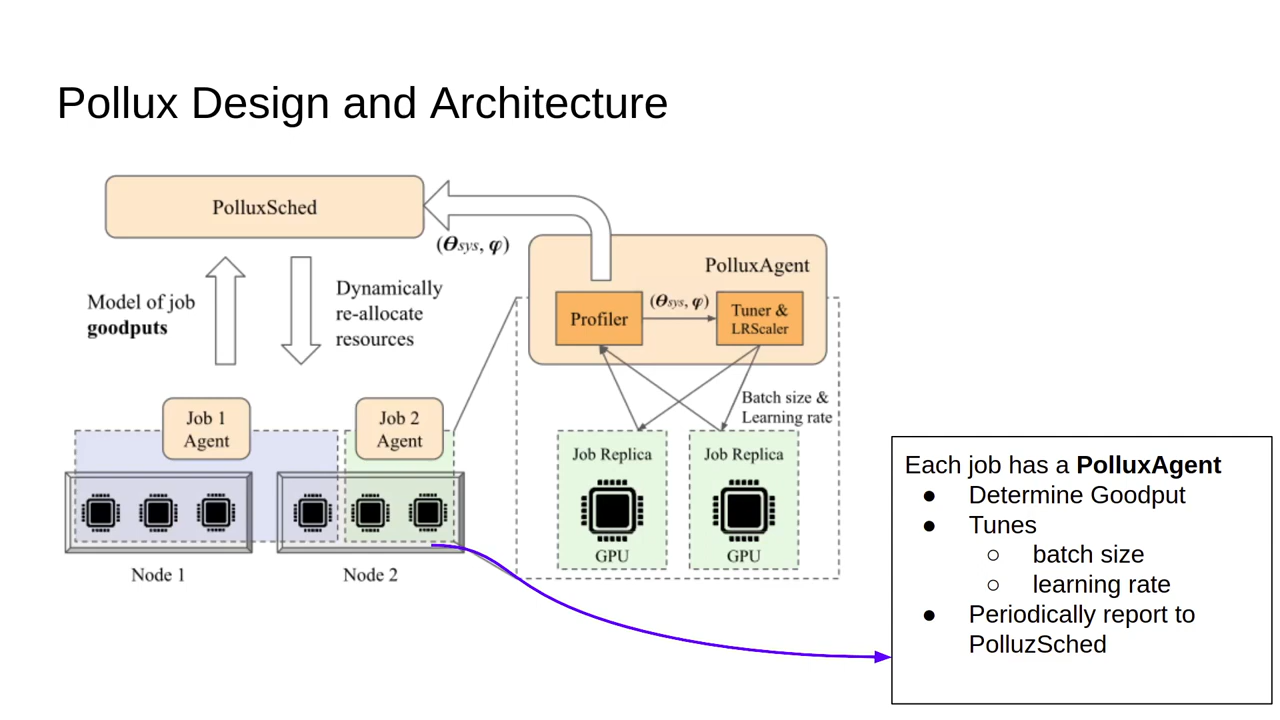 Pollux Design and Architecture
PolluxSched
(θsys, φ)
PolluxAgent
Model of job
goodputs
Dynamically
re-allocate
resources
Profiler
(θsys, φ)
Tuner &
LRScaler
Batch size &
Learning rate
Job 1
Agent
Job 2
Agent
Job Replica
GPU
Job Replica
GPU
Node 1
Node 2
Each job has a PolluxAgent
● Determine Goodput
● Tunes
○ batch size
○ learning rate
● Periodically report to
PolluzSched